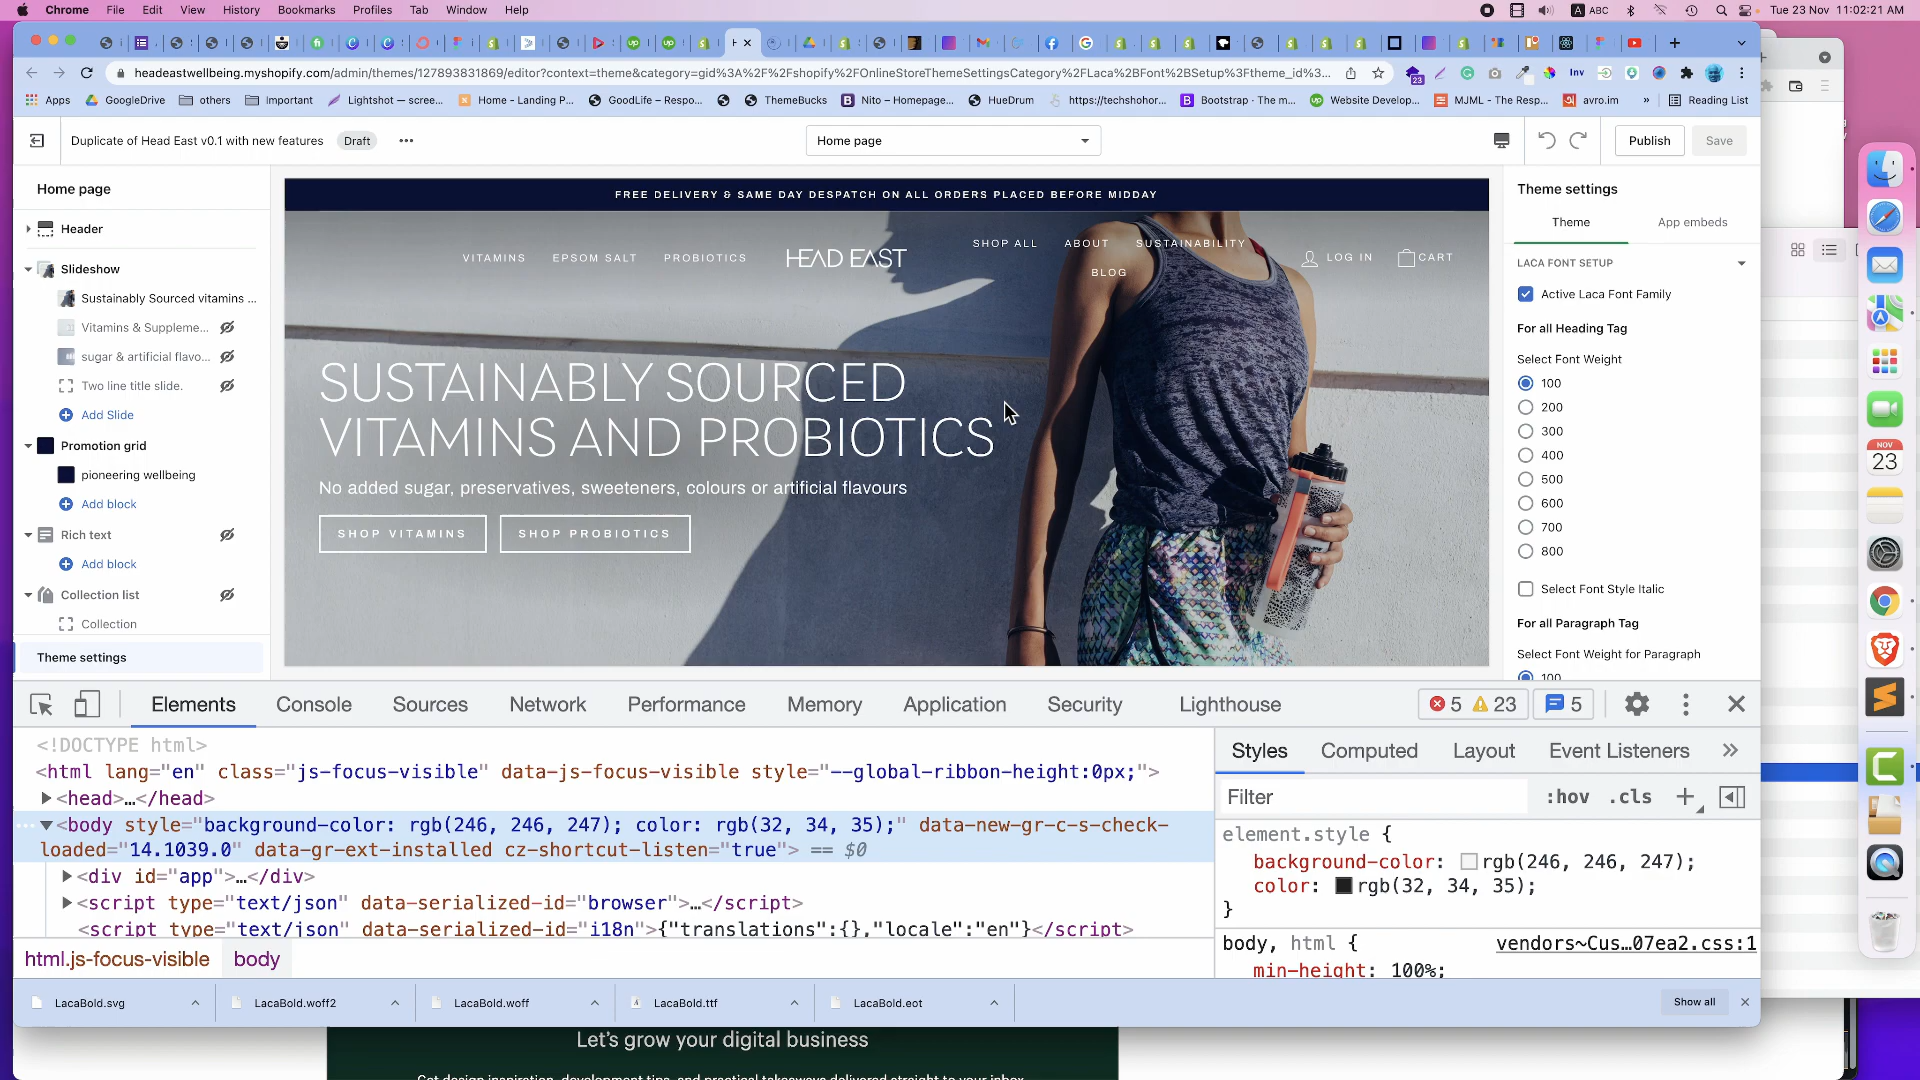 Chrome File Edit View History Bookmarks Profiles Tab Window Help
A ABC Tue 23 Nov 11:02:21 AM
headeastwellbeing.myshopify.com/admin/themes/127893831869/editor?context=theme&category=gid%3A%2F%2Fshopify%2FOnlineStoreThemeSettingsCategory%2FLaca%2BFont%2BSetup%3Ftheme_id%3...
Apps GoogleDrive others Important Lightshot — scree... Home - Landing P... GoodLife – Respo... ThemeBucks Nito – Homepage... HueDrum https://techshohor... Bootstrap · The m... Website Develop... MJML - The Resp... avro.im » Reading List
Duplicate of Head East v0.1 with new features Draft
Home page
Publish Save
Home page
Header
Slideshow
Sustainably Sourced vitamins ...
Vitamins & Suppleme...
sugar & artificial flavo...
Two line title slide.
Add Slide
Promotion grid
pioneering wellbeing
Add block
Rich text
Add block
Collection list
Collection
Theme settings
FREE DELIVERY & SAME DAY DESPATCH ON ALL ORDERS PLACED BEFORE MIDDAY
VITAMINS EPSOM SALT PROBIOTICS
HEAD EAST
SHOP ALL ABOUT SUSTAINABILITY
BLOG
LOG IN CART
SUSTAINABLY SOURCED
VITAMINS AND PROBIOTICS
No added sugar, preservatives, sweeteners, colours or artificial flavours
SHOP VITAMINS SHOP PROBIOTICS
Theme settings
Theme App embeds
LACA FONT SETUP
Active Laca Font Family
For all Heading Tag
Select Font Weight
100
200
300
400
500
600
700
800
Select Font Style Italic
For all Paragraph Tag
Select Font Weight for Paragraph
100
Elements Console Sources Network Performance Memory Application Security Lighthouse 5 23 5
<!DOCTYPE html>
<html lang="en" class="js-focus-visible" data-js-focus-visible style="--global-ribbon-height:0px;">
<head>…</head>
<body style="background-color: rgb(246, 246, 247); color: rgb(32, 34, 35);" data-new-gr-c-s-check-
loaded="14.1039.0" data-gr-ext-installed cz-shortcut-listen="true"> == $0
<div id="app">…</div>
<script type="text/json" data-serialized-id="browser">…</script>
<script type="text/json" data-serialized-id="i18n">{"translations":{},"locale":"en"}</script>
html.js-focus-visible body
Styles Computed Layout Event Listeners »
Filter :hov .cls +
element.style {
background-color: rgb(246, 246, 247);
color: rgb(32, 34, 35);
}
body, html { vendors~Cus…07ea2.css:1
min-height: 100%;
LacaBold.svg LacaBold.woff2 LacaBold.woff LacaBold.ttf LacaBold.eot Show all
Let's grow your digital business
NOV
23